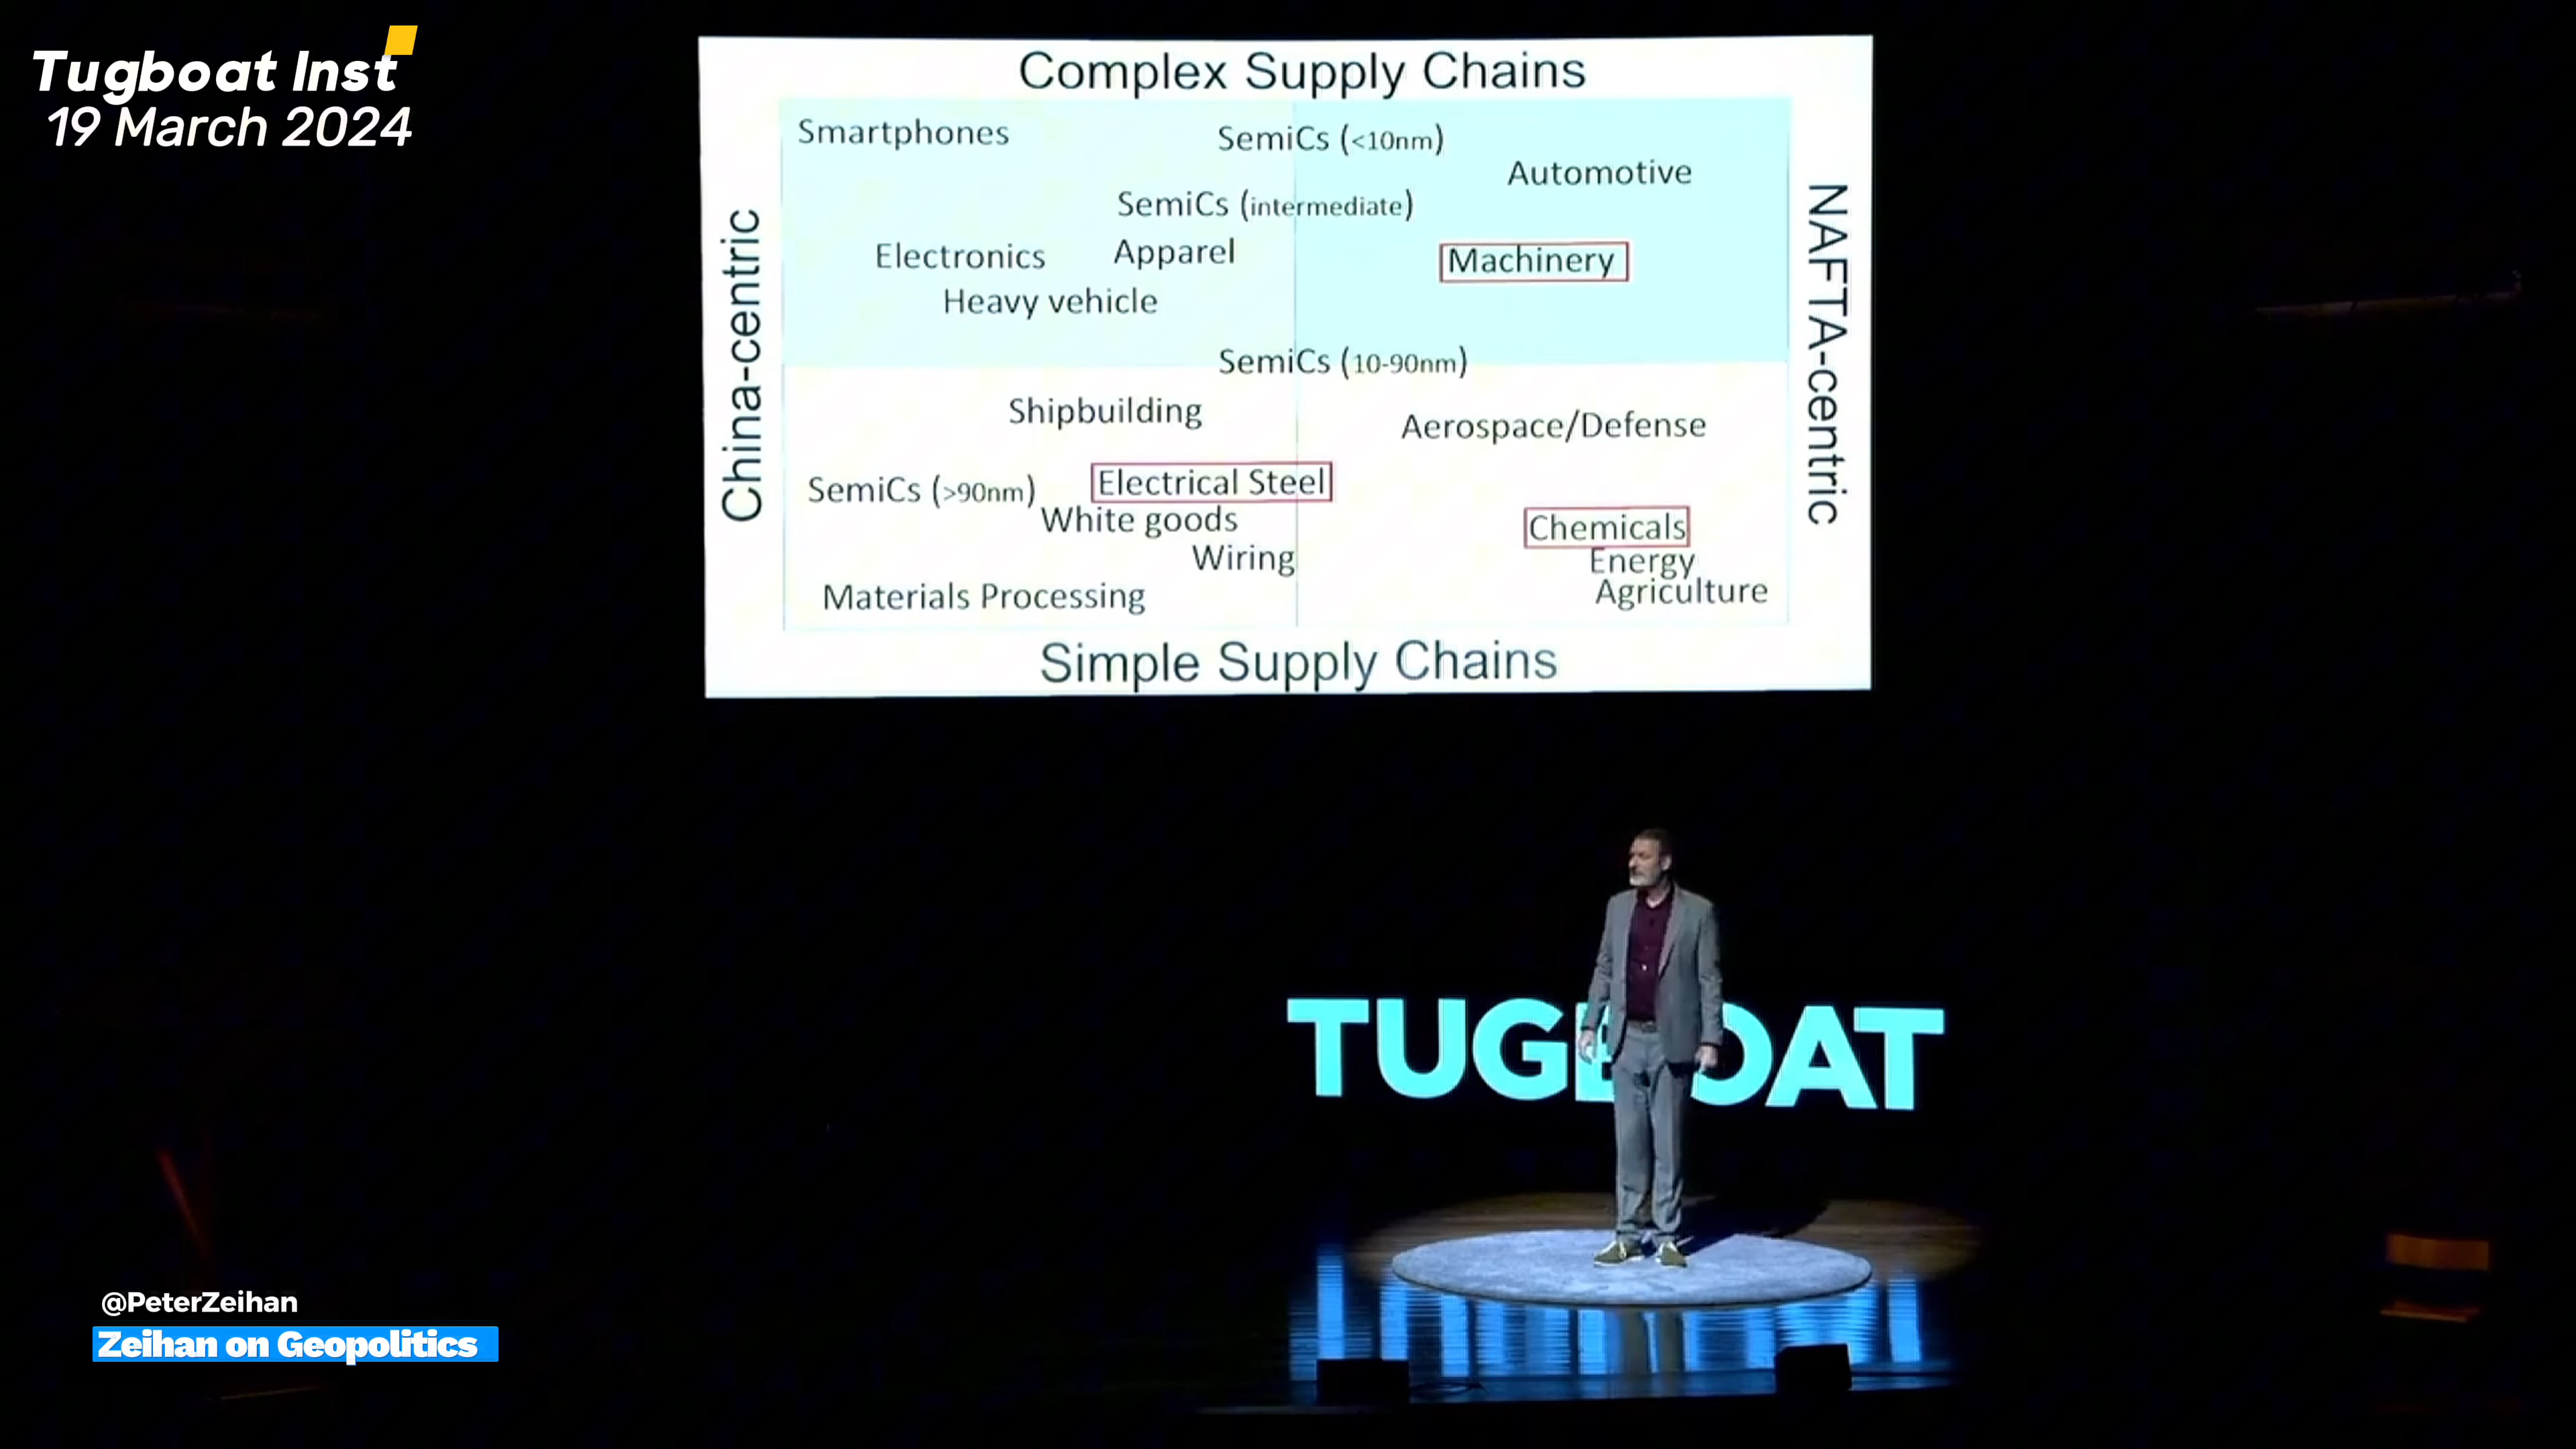 Tugboat Inst
19 March 2024
Complex Supply Chains
Smartphones
SemiCs (<10nm)
Automotive
SemiCs (intermediate)
Electronics
Apparel
Machinery
Heavy vehicle
China-centric
NAFTA-centric
SemiCs (10-90nm)
Shipbuilding
Aerospace/Defense
SemiCs (>90nm)
Electrical Steel
White goods
Chemicals
Wiring
Energy
Materials Processing
Agriculture
Simple Supply Chains
TUGBOAT
@PeterZeihan
Zeihan on Geopolitics